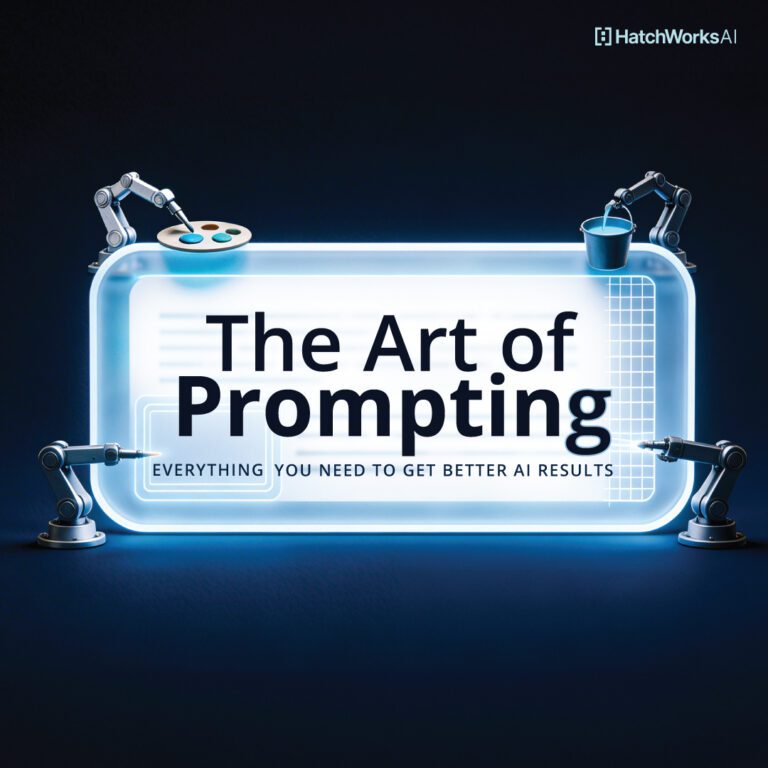 HatchWorksAI
The Art of
Prompting
EVERYTHING YOU NEED TO GET BETTER AI RESULTS